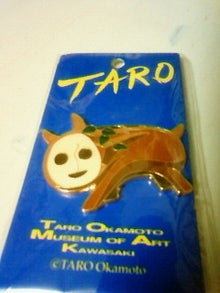 TARO
TARO OKAMOTO
MUSEUM OF ART
KAWASAKI
©TARO Okamoto